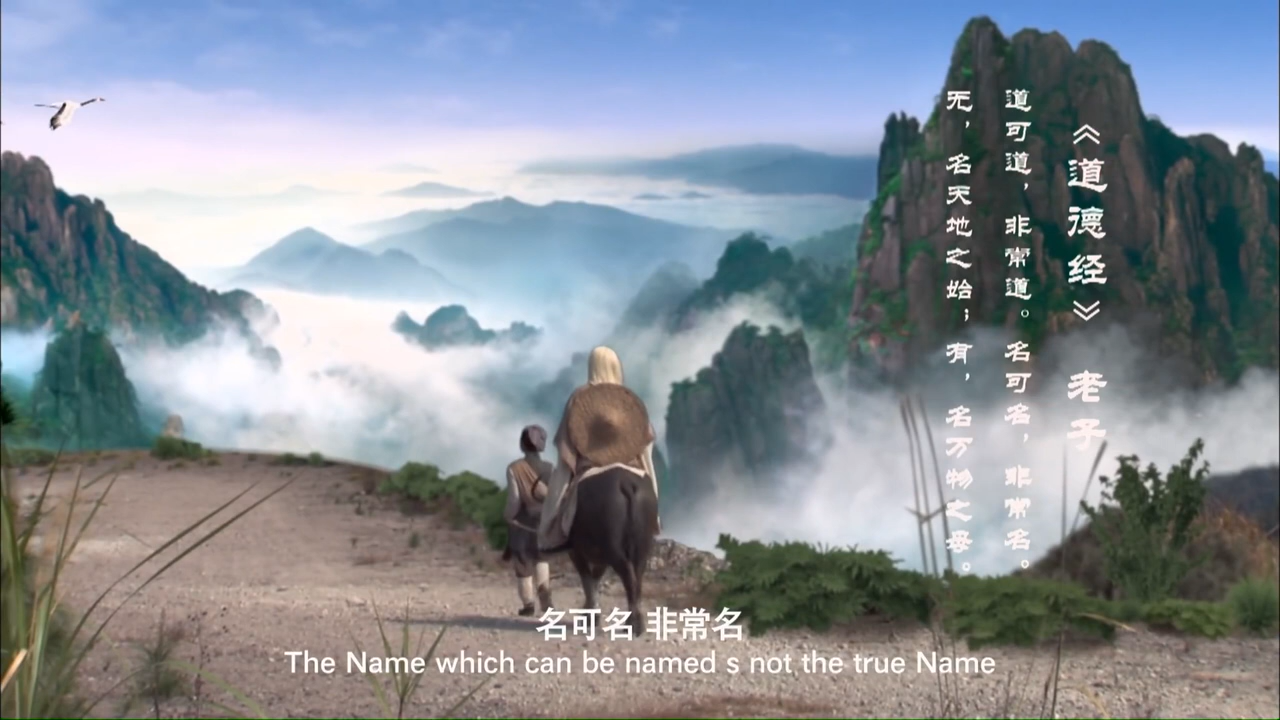 《道德经》 老子
道可道，非常道。名可名，非常名。
无，名天地之始；有，名万物之母。
名可名 非常名
The Name which can be named s not the true Name